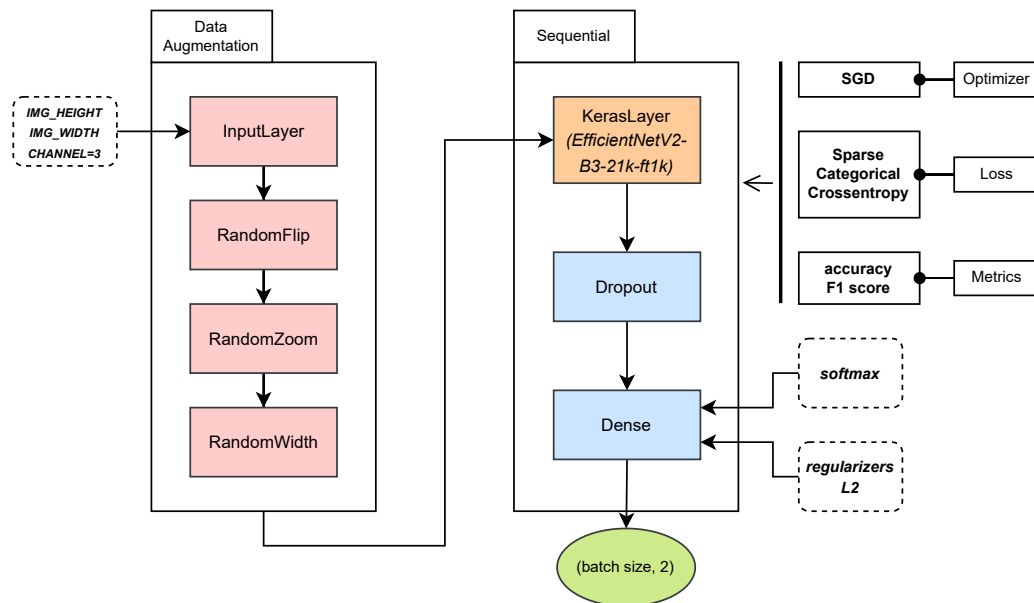 Data
Augmentation
IMG_HEIGHT
IMG_WIDTH
CHANNEL=3
InputLayer
RandomFlip
RandomZoom
RandomWidth
Sequential
KerasLayer
(EfficientNetV2-
B3-21k-ft1k)
Dropout
Dense
(batch size, 2)
SGD
Optimizer
Sparse
Categorical
Crossentropy
Loss
accuracy
F1 score
Metrics
softmax
regularizers
L2